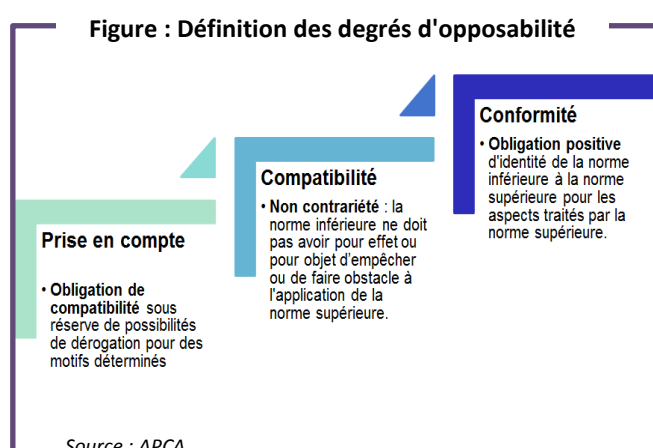 Figure : Définition des degrés d'opposabilité
Prise en compte
• Obligation de
compatibilité sous
réserve de possibilités
de dérogation pour des
motifs déterminés
Compatibilité
• Non contrariété : la
norme inférieure ne doit
pas avoir pour effet ou
pour objet d'empêcher
ou de faire obstacle à
l'application de la
norme supérieure.
Conformité
• Obligation positive
d'identité de la norme
inférieure à la norme
supérieure pour les
aspects traités par la
norme supérieure.
Source :